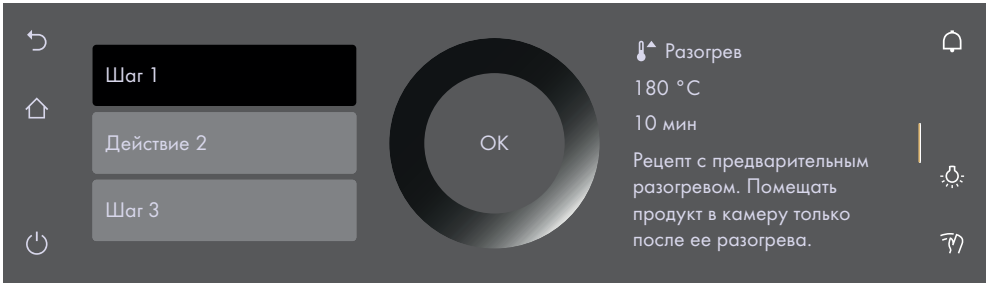 Шаг 1
Действие 2
Шаг 3
OK
Разогрев
180 °C
10 мин
Рецепт с предварительным
разогревом. Помещать
продукт в камеру только
после ее разогрева.